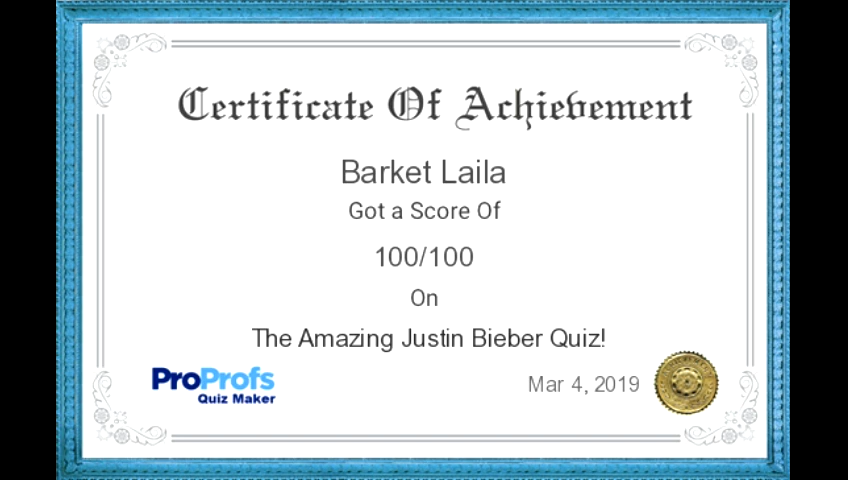 Certificate Of Achievement
Barket Laila
Got a Score Of
100/100
On
The Amazing Justin Bieber Quiz!
ProProfs
Quiz Maker
Mar 4, 2019